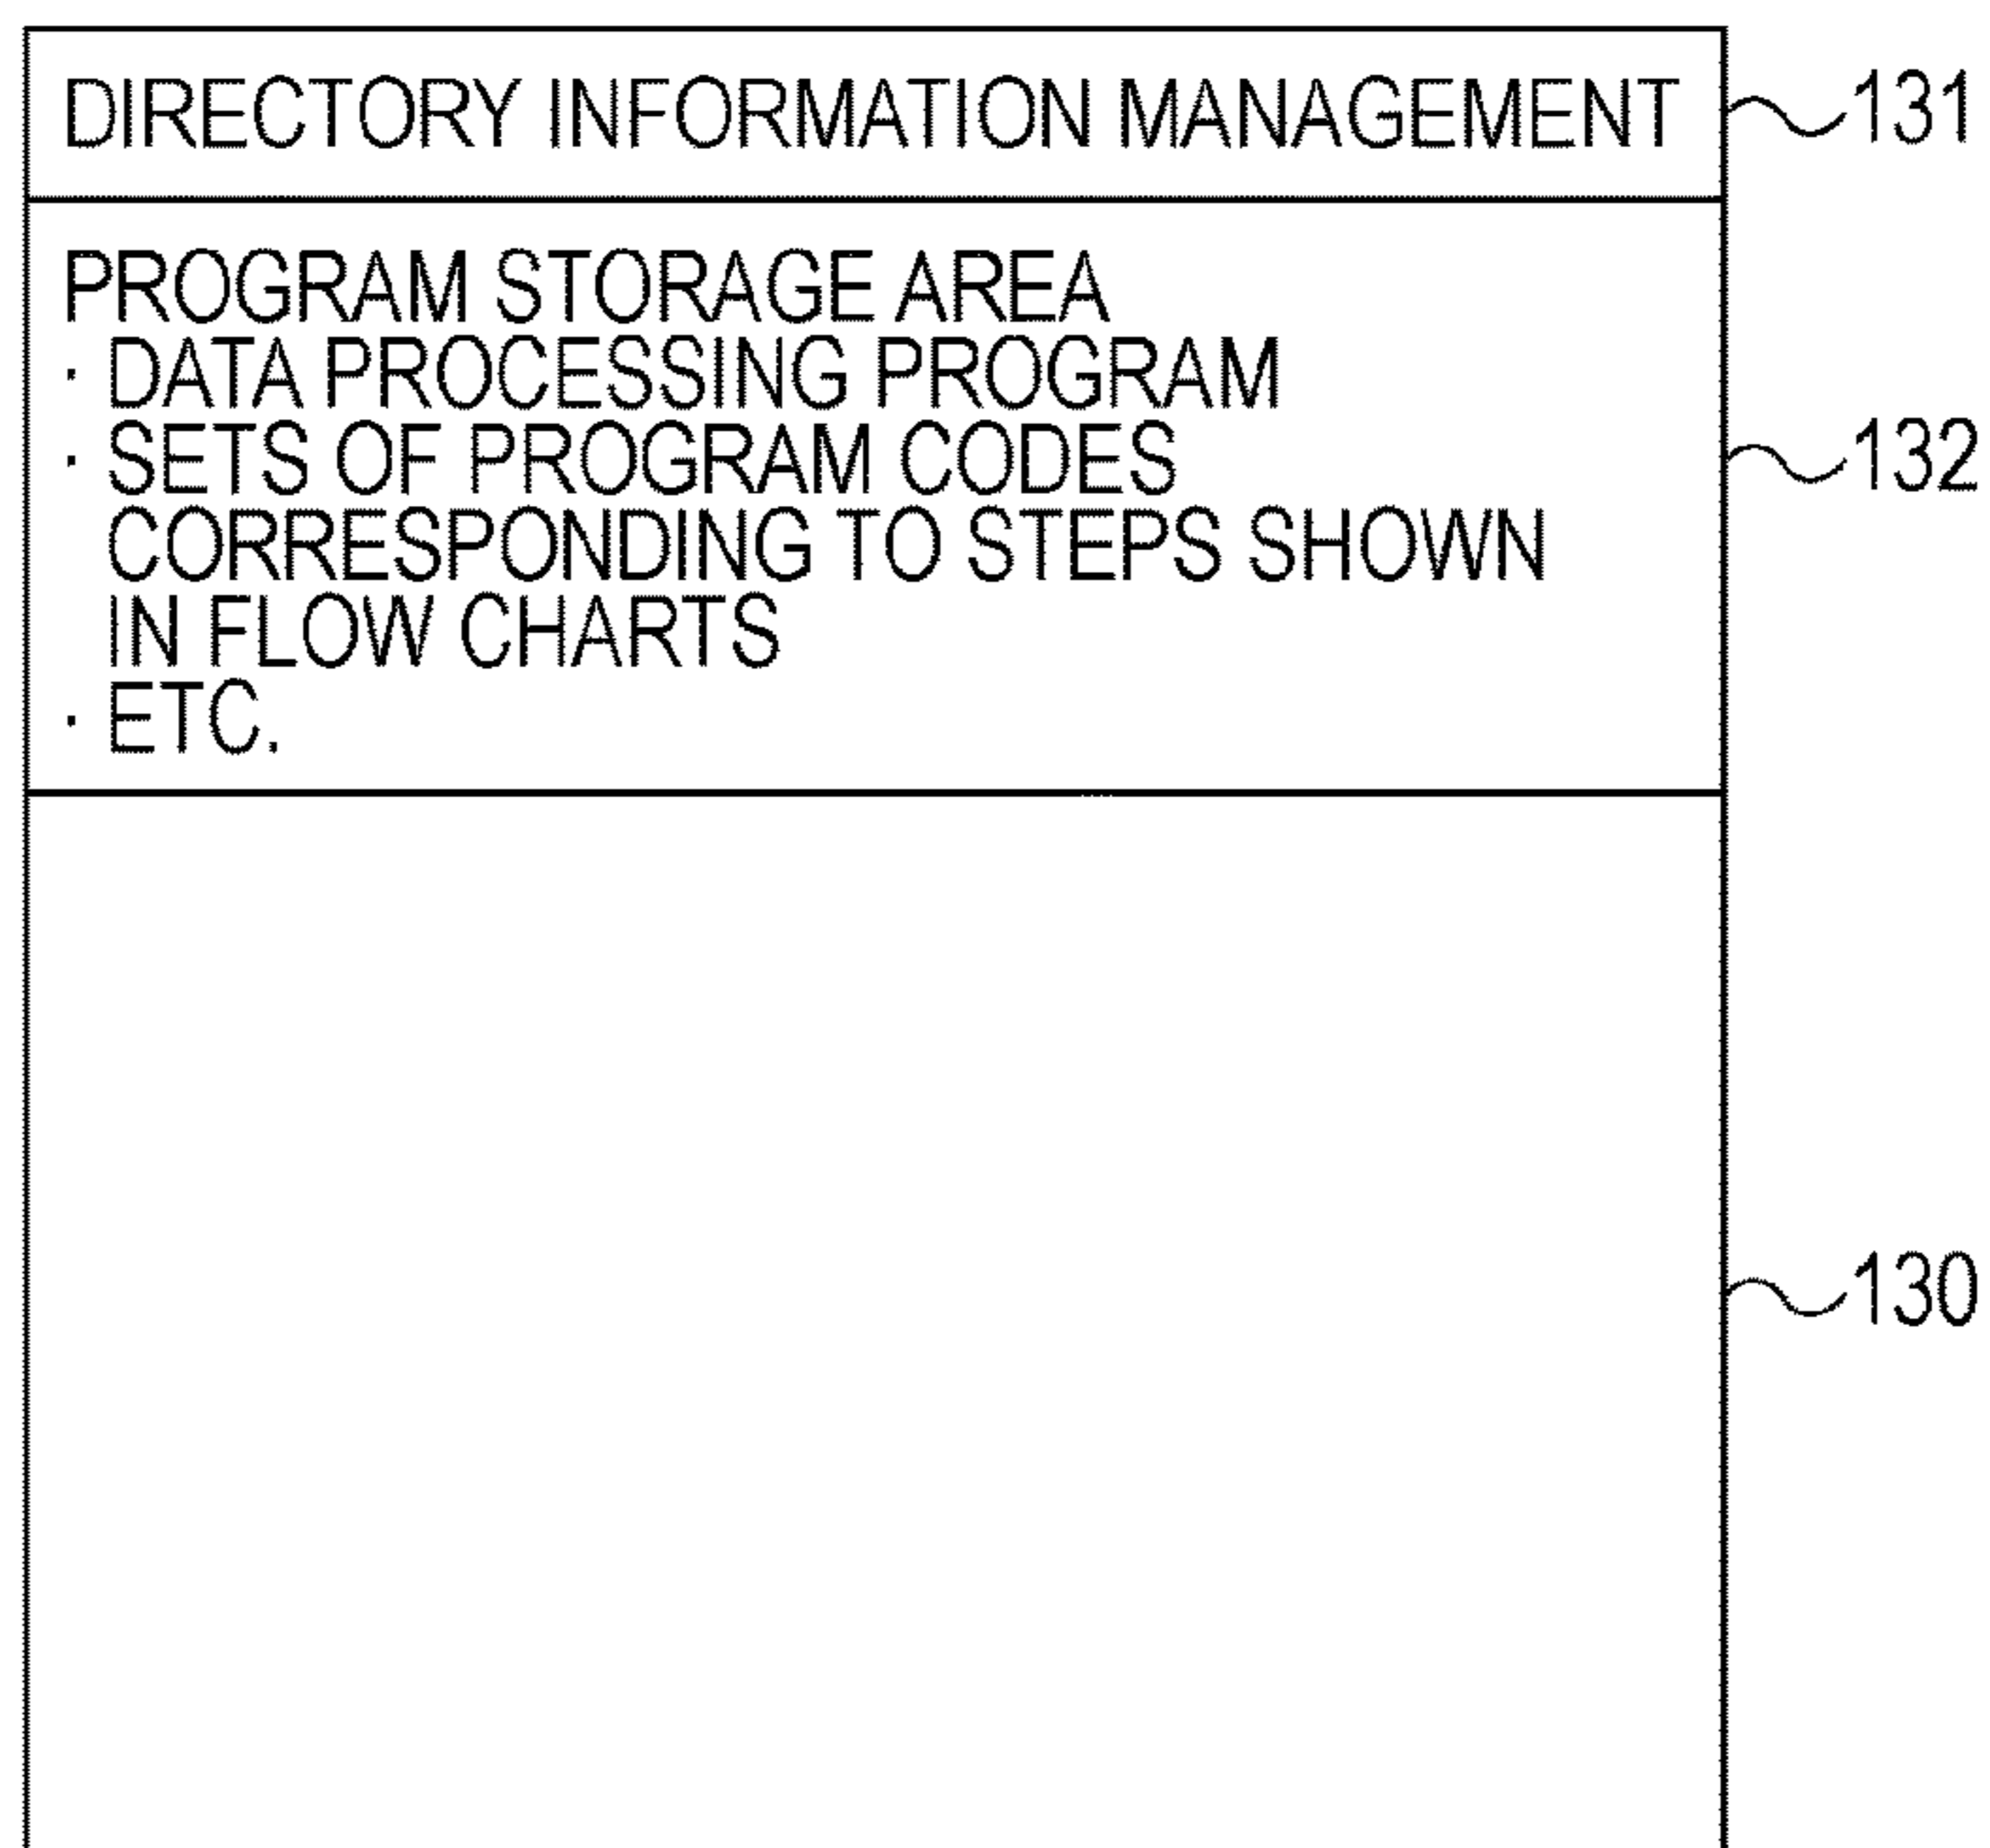 DIRECTORY INFORMATION MANAGEMENT
131
PROGRAM STORAGE AREA
· DATA PROCESSING PROGRAM
· SETS OF PROGRAM CODES
CORRESPONDING TO STEPS SHOWN
IN FLOW CHARTS
· ETC.
132
130